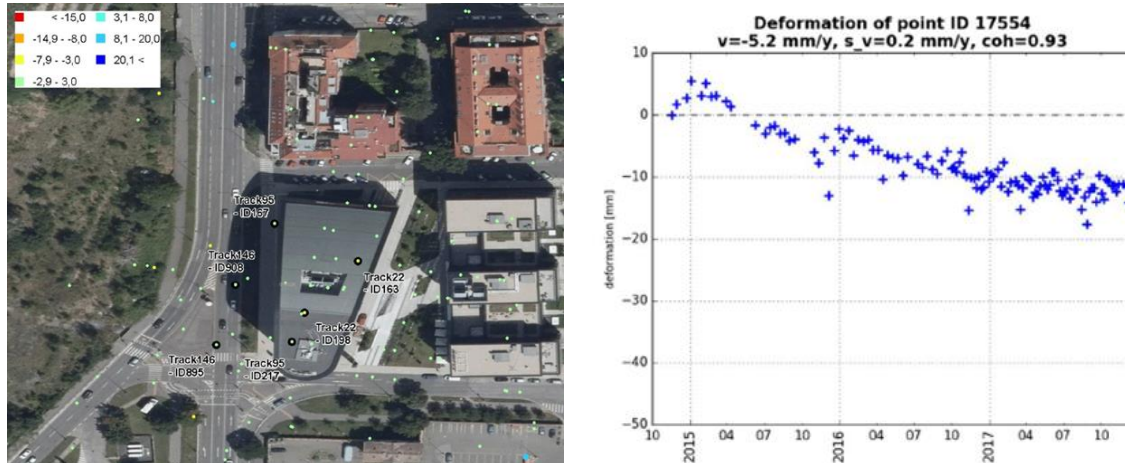 < -15,0
3,1 - 8,0
-14,9 - -8,0
8,1 - 20,0
-7,9 - -3,0
20,1 <
-2,9 - 3,0
Track95
- ID167
Track146
- ID908
Track22
- ID163
Track22
- ID198
Track146
- ID895
Track95
- ID217
Deformation of point ID 17554
v=-5.2 mm/y, s_v=0.2 mm/y, coh=0.93
deformation [mm]
10
0
−10
−20
−30
−40
−50
10
2015
04
07
10
2016
04
07
10
2017
04
07
10